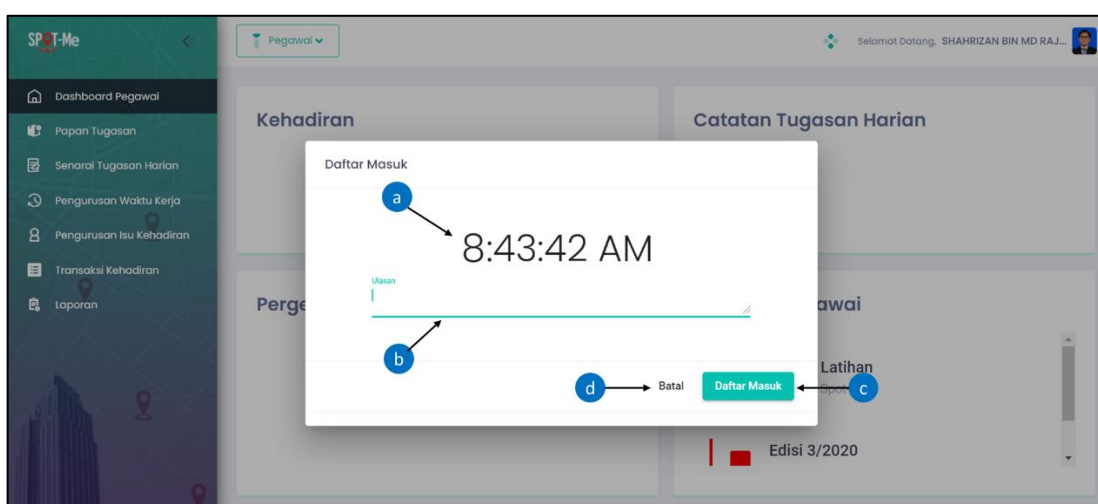 SPOT-Me
Pegawai
Selamat Datang, SHAHRIZAN BIN MD RAJ...
Dashboard Pegawai
Papan Tugasan
Senarai Tugasan Harian
Pengurusan Waktu Kerja
Pengurusan Isu Kehadiran
Transaksi Kehadiran
Laporan
Kehadiran
Catatan Tugasan Harian
Daftar Masuk
a
8:43:42 AM
Ulasan
b
d
Batal
Daftar Masuk
c
Perge
awai
Latihan
Spot
Edisi 3/2020